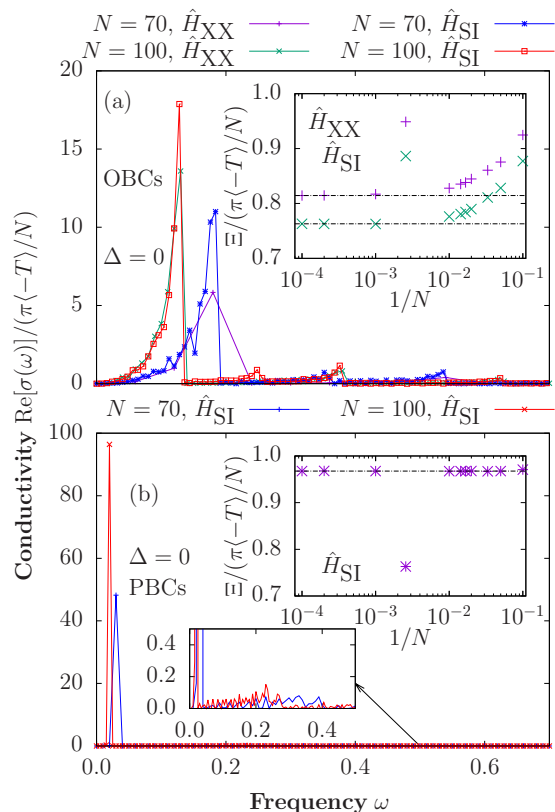 N = 70, Ĥ_XX
N = 70, Ĥ_SI
N = 100, Ĥ_XX
N = 100, Ĥ_SI
Conductivity Re[σ(ω)]/(π⟨−T⟩/N)
20
15
10
5
0
(a)
OBCs
Δ = 0
Ξ/(π⟨−T⟩/N)
1.0
0.9
0.8
0.7
Ĥ_XX
Ĥ_SI
10⁻⁴ 10⁻³ 10⁻² 10⁻¹
1/N
N = 70, Ĥ_SI
N = 100, Ĥ_SI
100
80
60
40
20
0
(b)
Δ = 0
PBCs
Ξ/(π⟨−T⟩/N)
1.0
0.9
0.8
0.7
Ĥ_SI
10⁻⁴ 10⁻³ 10⁻² 10⁻¹
1/N
0.4
0.2
0.0
0.0 0.2 0.4
0.0 0.2 0.4 0.6
Frequency ω